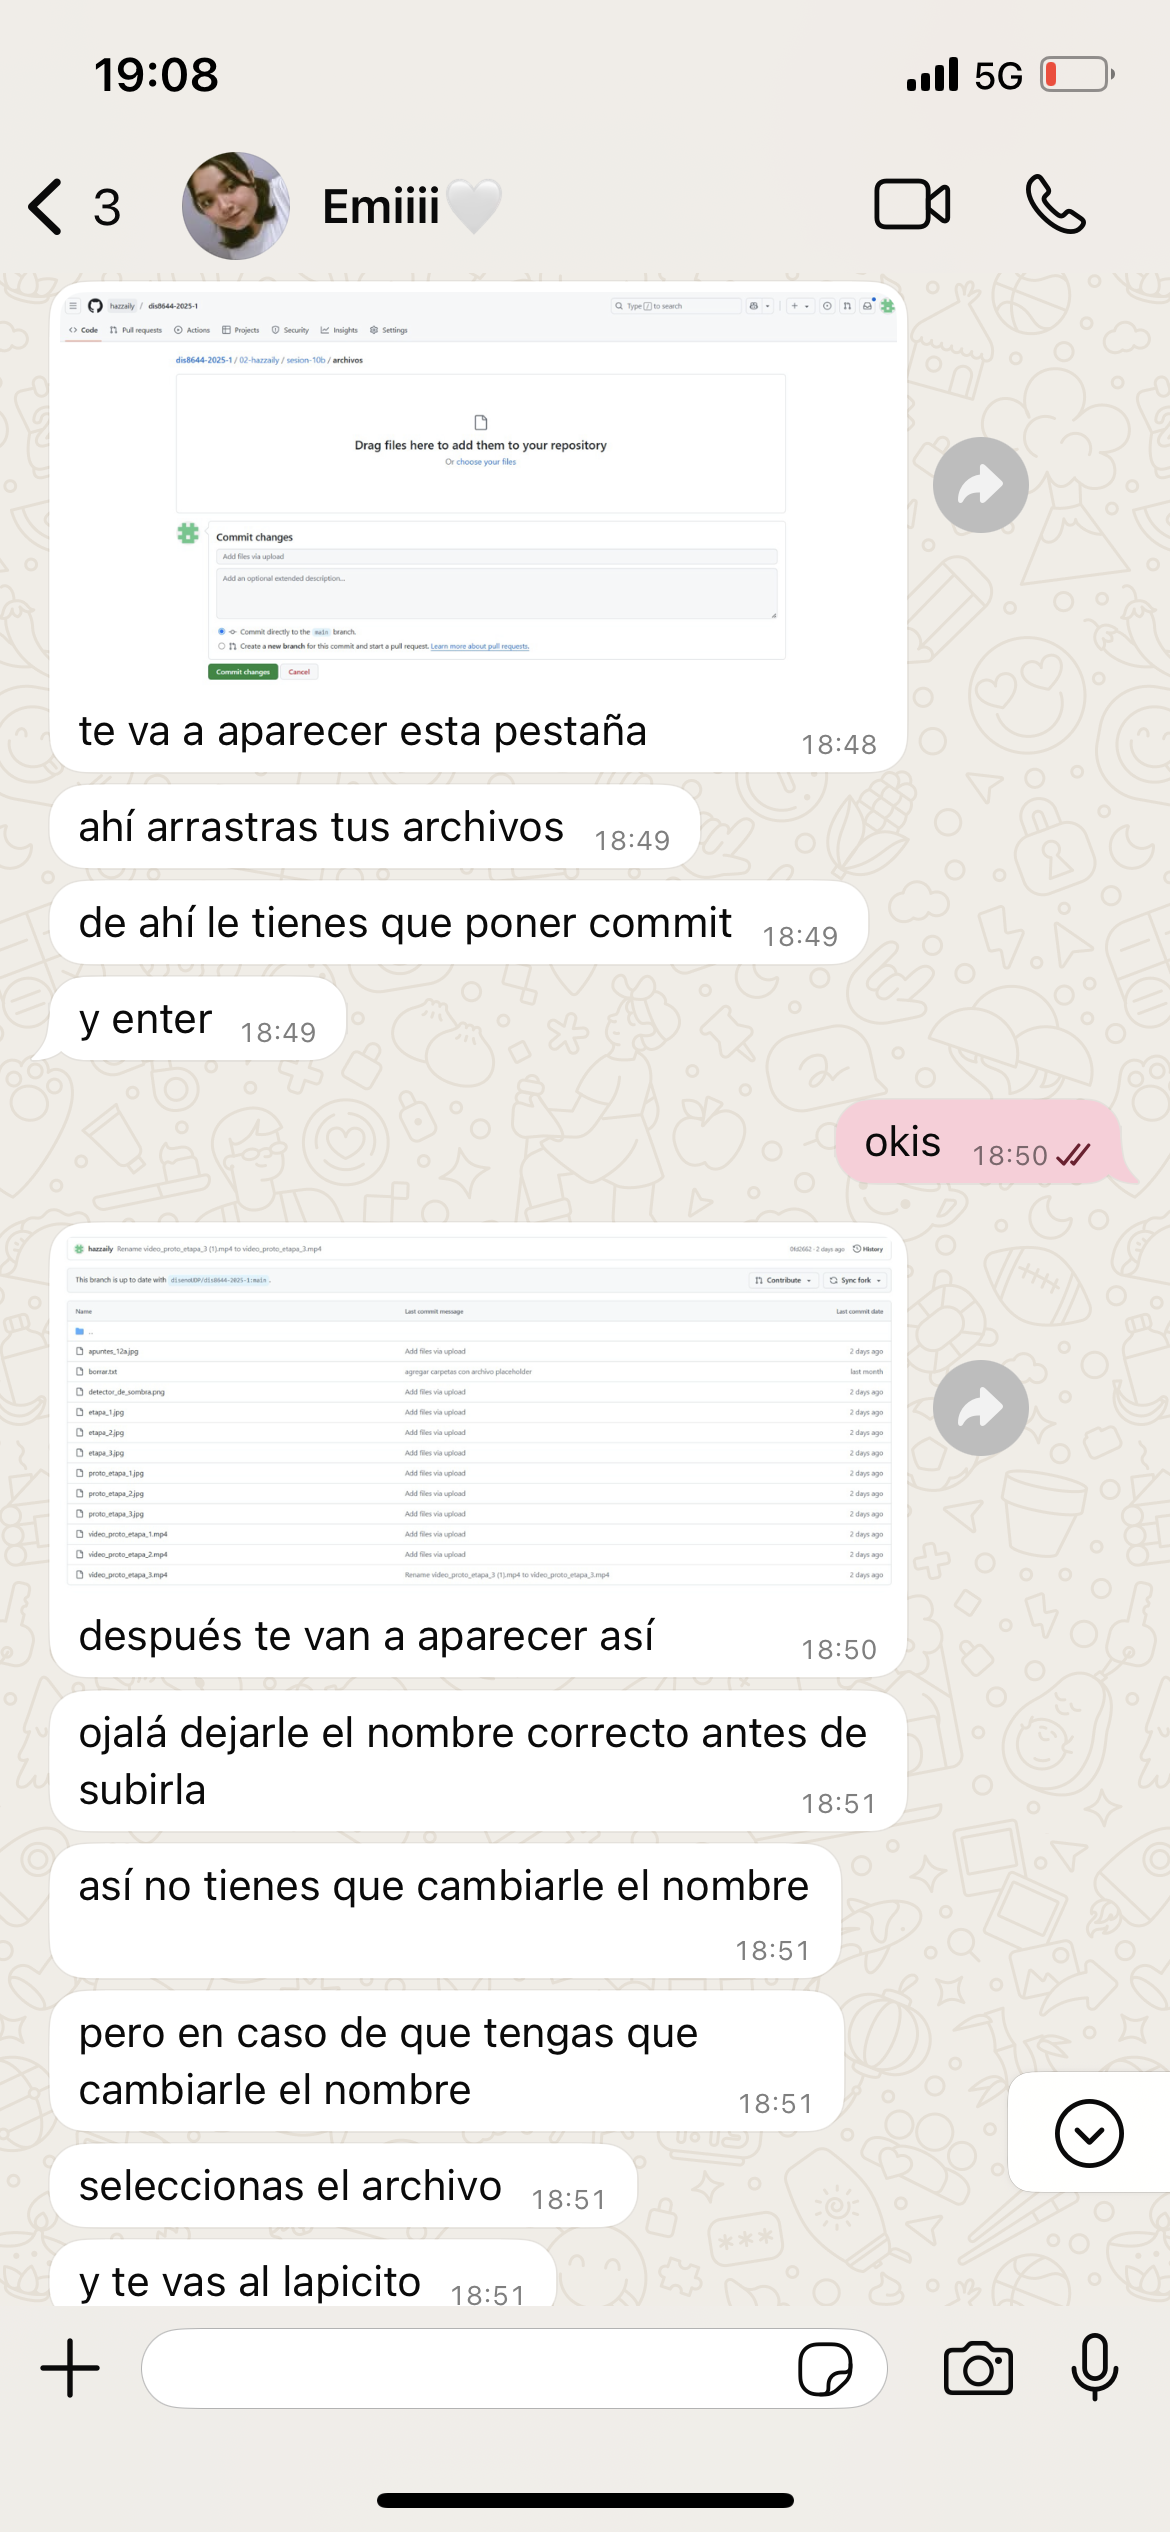 19:08
5G
3
Emiiii🤍
hazzaily / dis8644-2025-1
Type / to search
Code Pull requests Actions Projects Security Insights Settings
dis8644-2025-1 / 02-hazzaily / sesion-10b / archivos
Drag files here to add them to your repository
Or choose your files
Commit changes
Add files via upload
Add an optional extended description...
Commit directly to the main branch.
Create a new branch for this commit and start a pull request. Learn more about pull requests.
Commit changes Cancel
te va a aparecer esta pestaña
18:48
ahí arrastras tus archivos 18:49
de ahí le tienes que poner commit 18:49
y enter 18:49
okis 18:50
hazzaily Rename video_proto_etapa_3 (1).mp4 to video_proto_etapa_3.mp4
2 days ago History
This branch is up to date with disenoUDP/dis8644-2025-1:main .
Contribute Sync fork
Name Last commit message Last commit date
..
apuntes_12a.jpg Add files via upload 2 days ago
borrar.txt agregar carpetas con archivo placeholder last month
detector_de_sombra.png Add files via upload 2 days ago
etapa_1.jpg Add files via upload 2 days ago
etapa_2.jpg Add files via upload 2 days ago
etapa_3.jpg Add files via upload 2 days ago
proto_etapa_1.jpg Add files via upload 2 days ago
proto_etapa_2.jpg Add files via upload 2 days ago
proto_etapa_3.jpg Add files via upload 2 days ago
video_proto_etapa_1.mp4 Add files via upload 2 days ago
video_proto_etapa_2.mp4 Add files via upload 2 days ago
video_proto_etapa_3.mp4 Rename video_proto_etapa_3 (1).mp4 to video_proto_etapa_3.mp4 2 days ago
después te van a aparecer así
18:50
ojalá dejarle el nombre correcto antes de
subirla
18:51
así no tienes que cambiarle el nombre
18:51
pero en caso de que tengas que
cambiarle el nombre
18:51
seleccionas el archivo 18:51
y te vas al lapicito 18:51